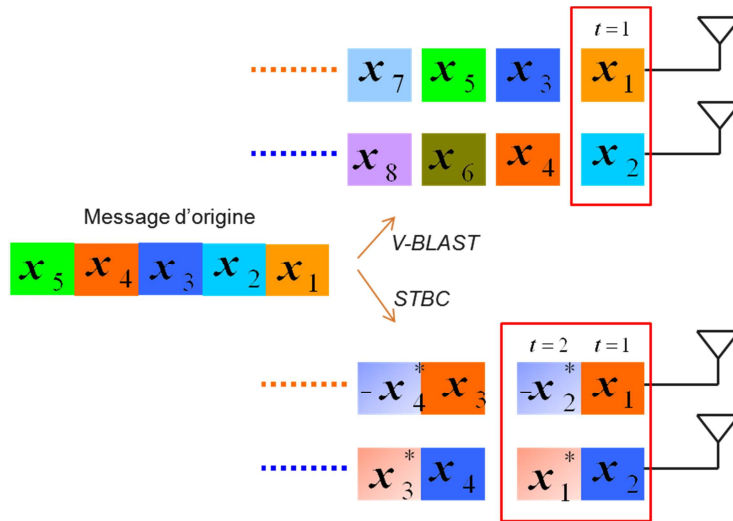 t = 1
x₇ x₅ x₃ x₁
x₈ x₆ x₄ x₂
Message d'origine
V-BLAST
x₅ x₄ x₃ x₂ x₁
STBC
t = 2 t = 1
-x₄* x₃ -x₂* x₁
x₃* x₄ x₁* x₂